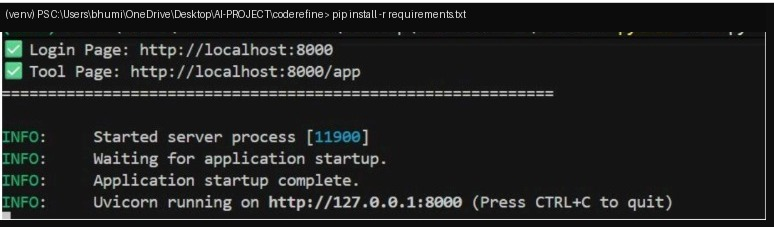 (venv) PS C:\Users\bhumi\OneDrive\Desktop\AI-PROJECT\coderefine> pip install -r requirements.txt
✅ Login Page: http://localhost:8000
✅ Tool Page: http://localhost:8000/app
============================================================
INFO:     Started server process [11900]
INFO:     Waiting for application startup.
INFO:     Application startup complete.
INFO:     Uvicorn running on http://127.0.0.1:8000 (Press CTRL+C to quit)